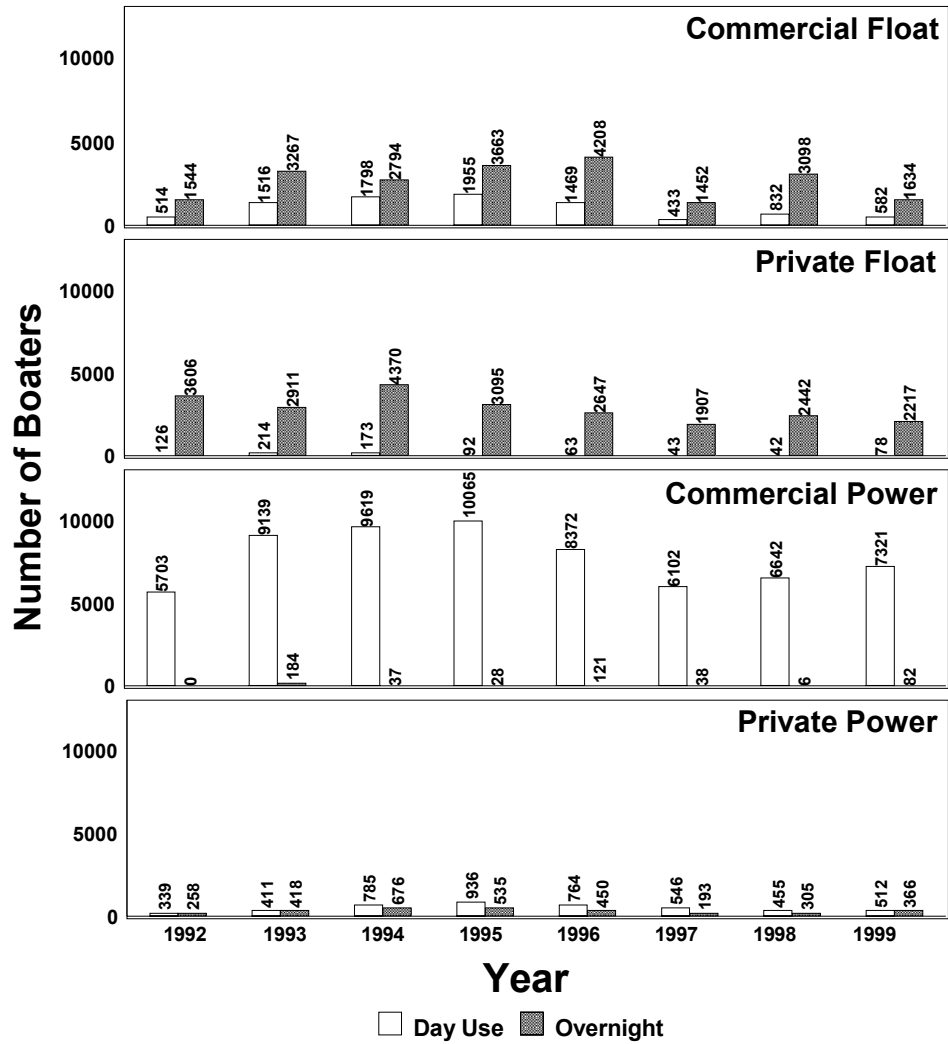 Commercial Float
10000
5000
0
514 1544 1516 3267 1798 2794 1955 3663 1469 4208 433 1452 832 3098 582 1634
Private Float
10000
5000
0
126 3606 214 2911 173 4370 92 3095 63 2647 43 1907 42 2442 78 2217
Number of Boaters
Commercial Power
10000
5000
0
5703 0 9139 184 9619 37 10065 28 8372 121 6102 38 6642 6 7321 82
Private Power
10000
5000
0
339 258 411 418 785 676 936 535 764 450 546 193 455 305 512 366
1992 1993 1994 1995 1996 1997 1998 1999
Year
Day Use Overnight